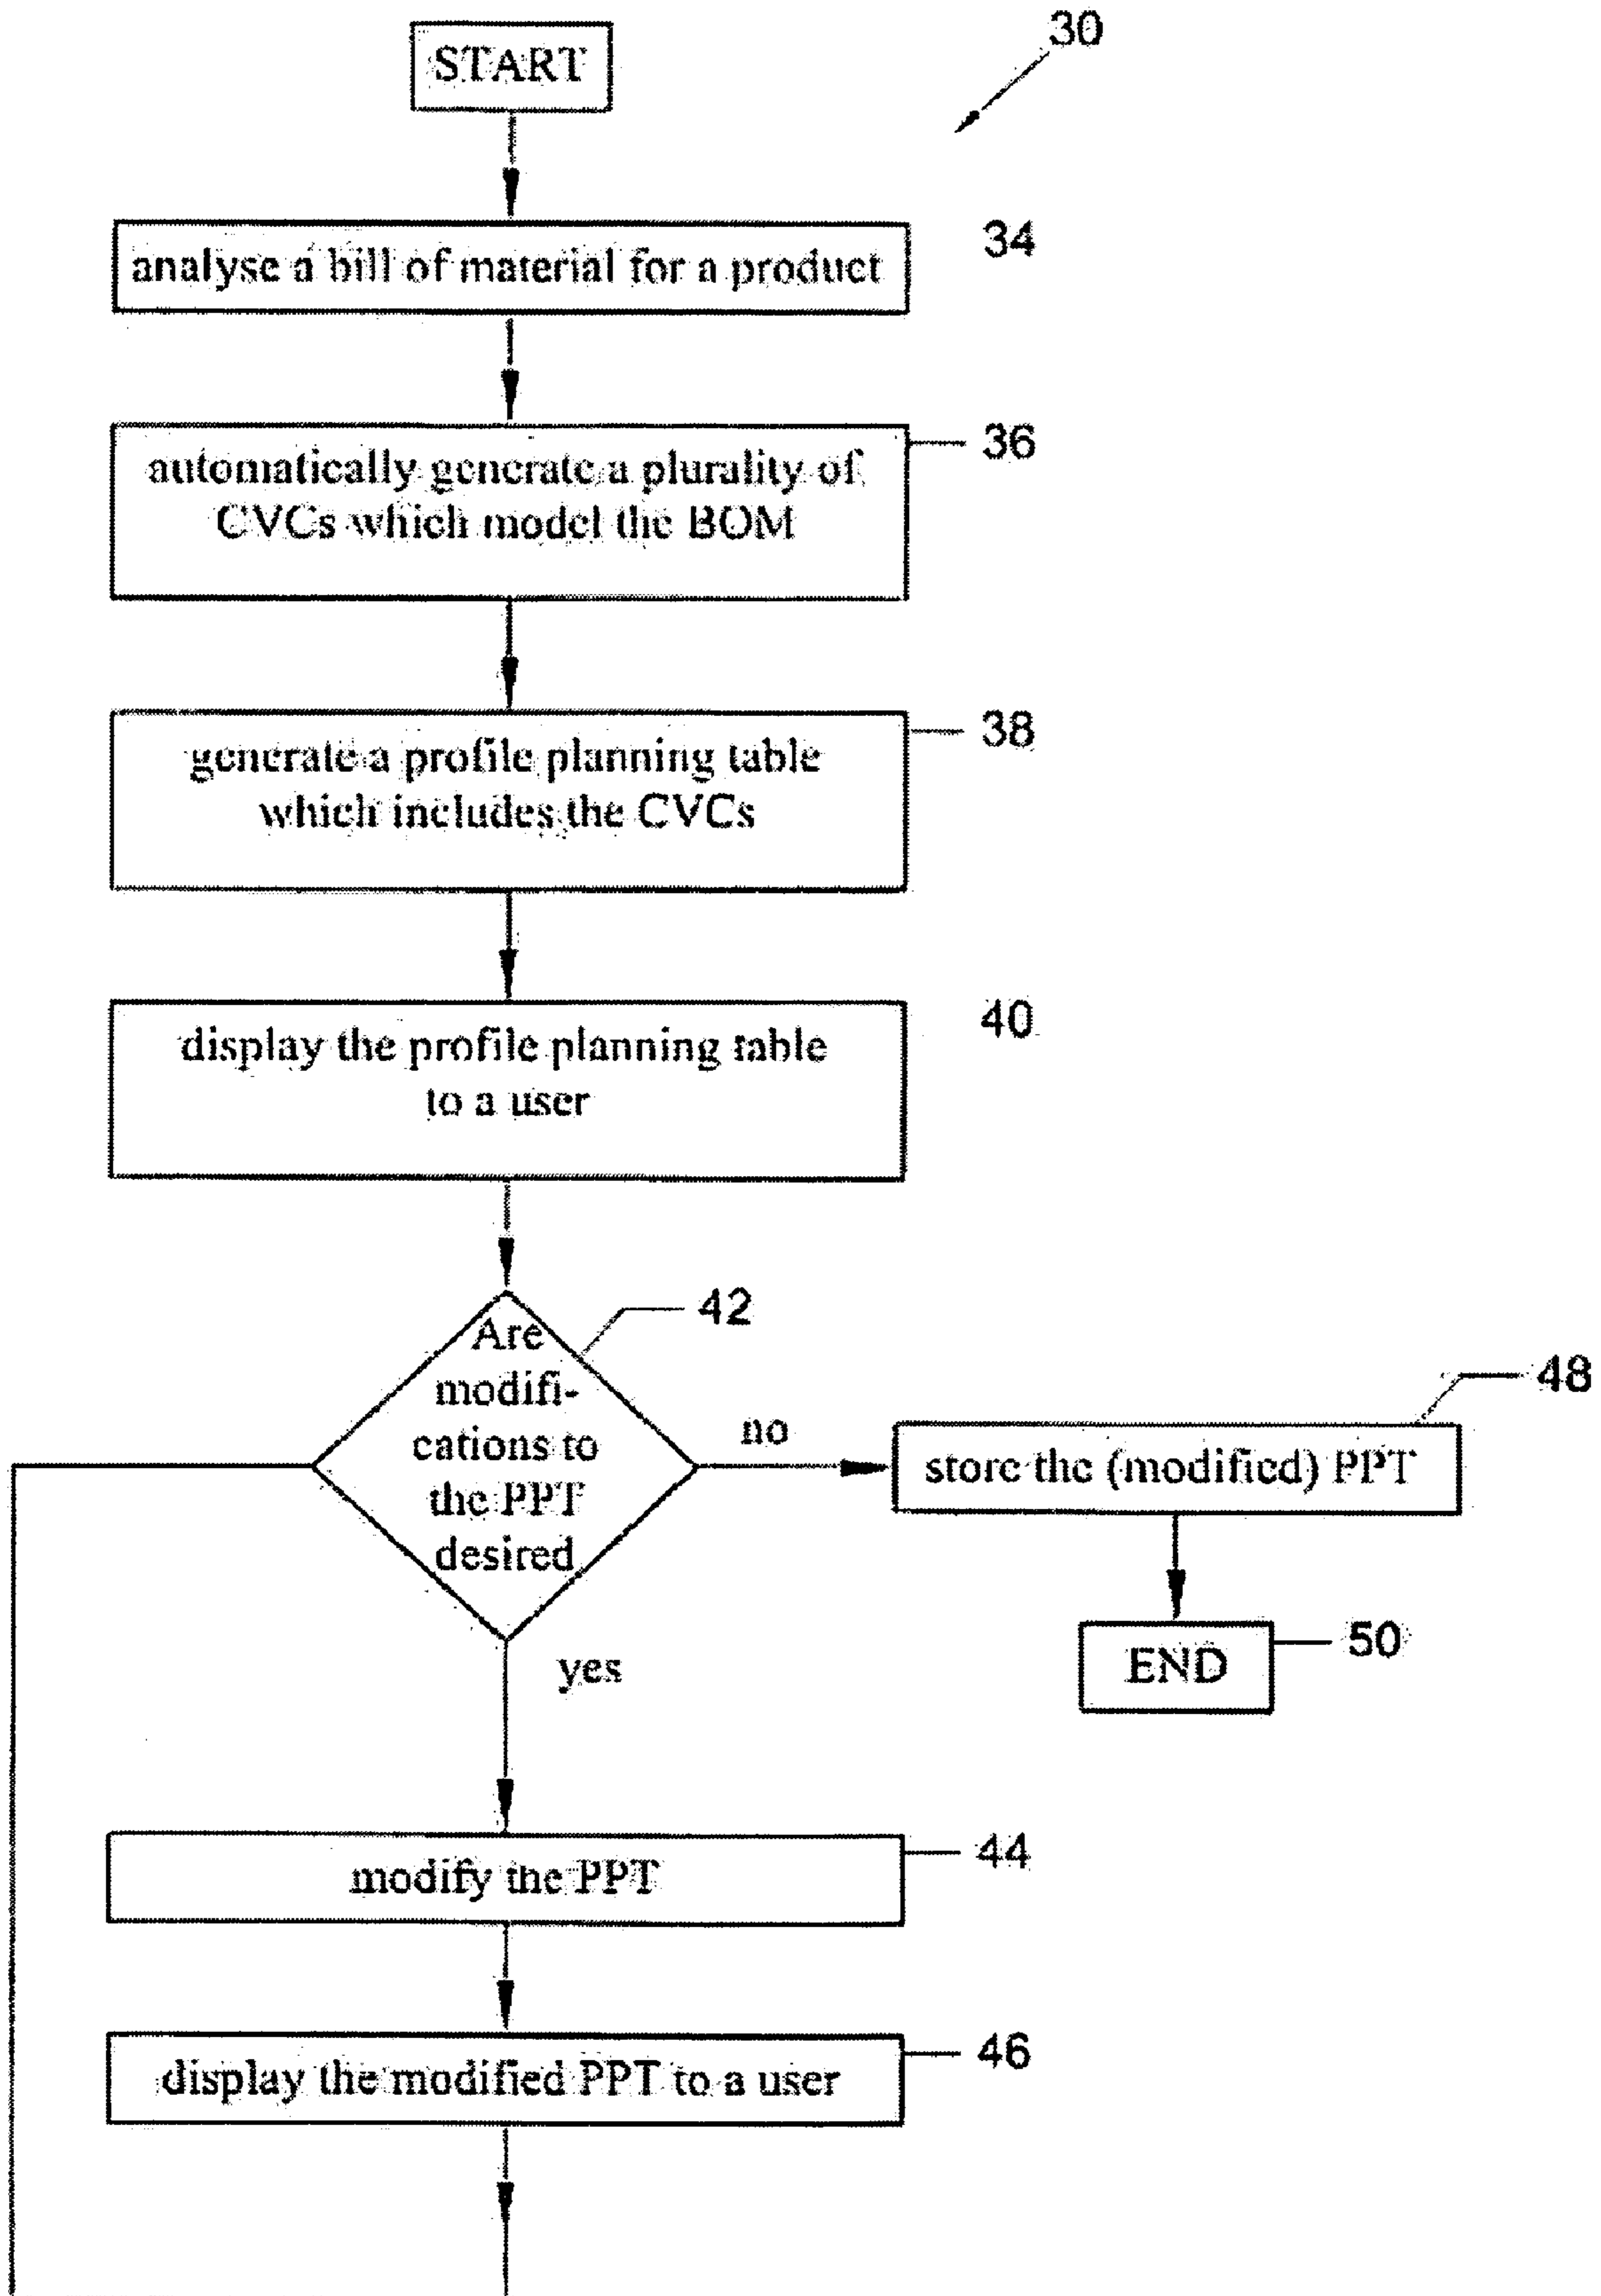 START
30
analyse a bill of material for a product
34
automatically generate a plurality of
CVCs which model the BOM
36
generate a profile planning table
which includes the CVCs
38
display the profile planning table
to a user
40
Are
modifi-
cations to
the PPT
desired
42
no
store the (modified) PPT
48
END
50
yes
modify the PPT
44
display the modified PPT to a user
46